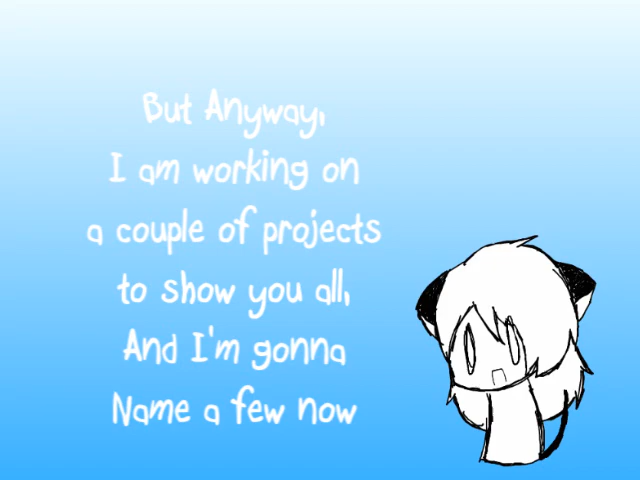 But Anyway,
I am working on
a couple of projects
to show you all,
And I'm gonna
Name a few now